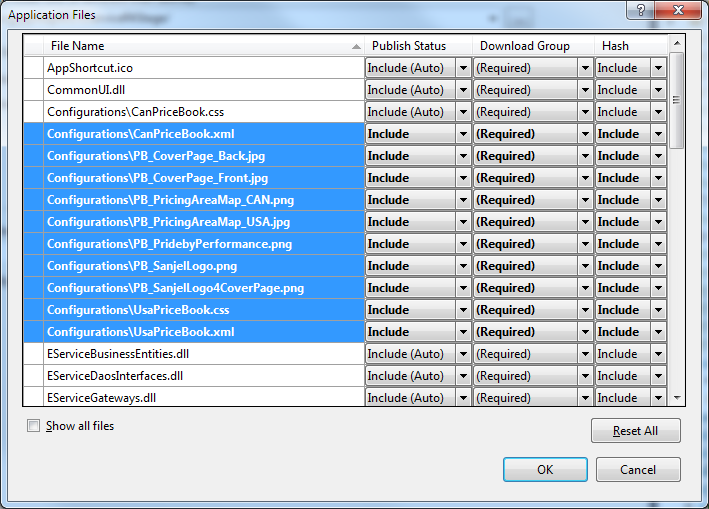 Application Files
File Name Publish Status Download Group Hash
AppShortcut.ico Include (Auto) (Required) Include
CommonUI.dll Include (Auto) (Required) Include
Configurations\CanPriceBook.css Include (Auto) (Required) Include
Configurations\CanPriceBook.xml Include (Required) Include
Configurations\PB_CoverPage_Back.jpg Include (Required) Include
Configurations\PB_CoverPage_Front.jpg Include (Required) Include
Configurations\PB_PricingAreaMap_CAN.png Include (Required) Include
Configurations\PB_PricingAreaMap_USA.jpg Include (Required) Include
Configurations\PB_PridebyPerformance.png Include (Required) Include
Configurations\PB_SanjelLogo.png Include (Required) Include
Configurations\PB_SanjelLogo4CoverPage.png Include (Required) Include
Configurations\UsaPriceBook.css Include (Required) Include
Configurations\UsaPriceBook.xml Include (Required) Include
EServiceBusinessEntities.dll Include (Auto) (Required) Include
EServiceDaosInterfaces.dll Include (Auto) (Required) Include
EServiceGateways.dll Include (Auto) (Required) Include
Show all files
Reset All
OK Cancel